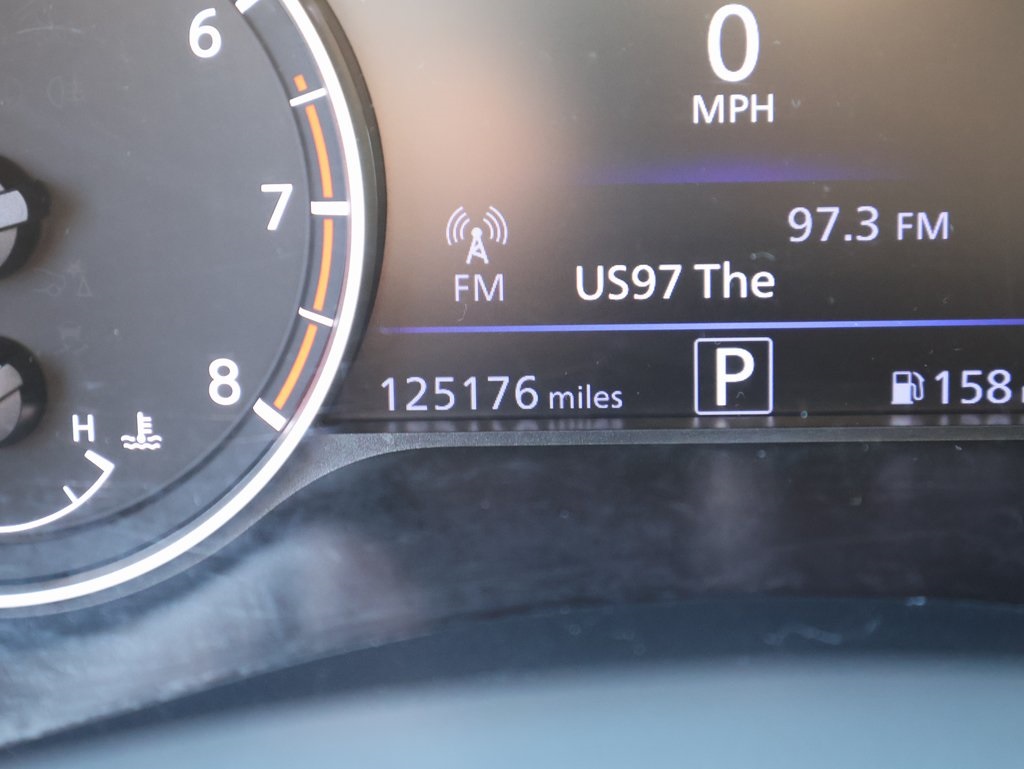 6
7
8
H
0
MPH
97.3 FM
FM
US97 The
125176 miles
P
158